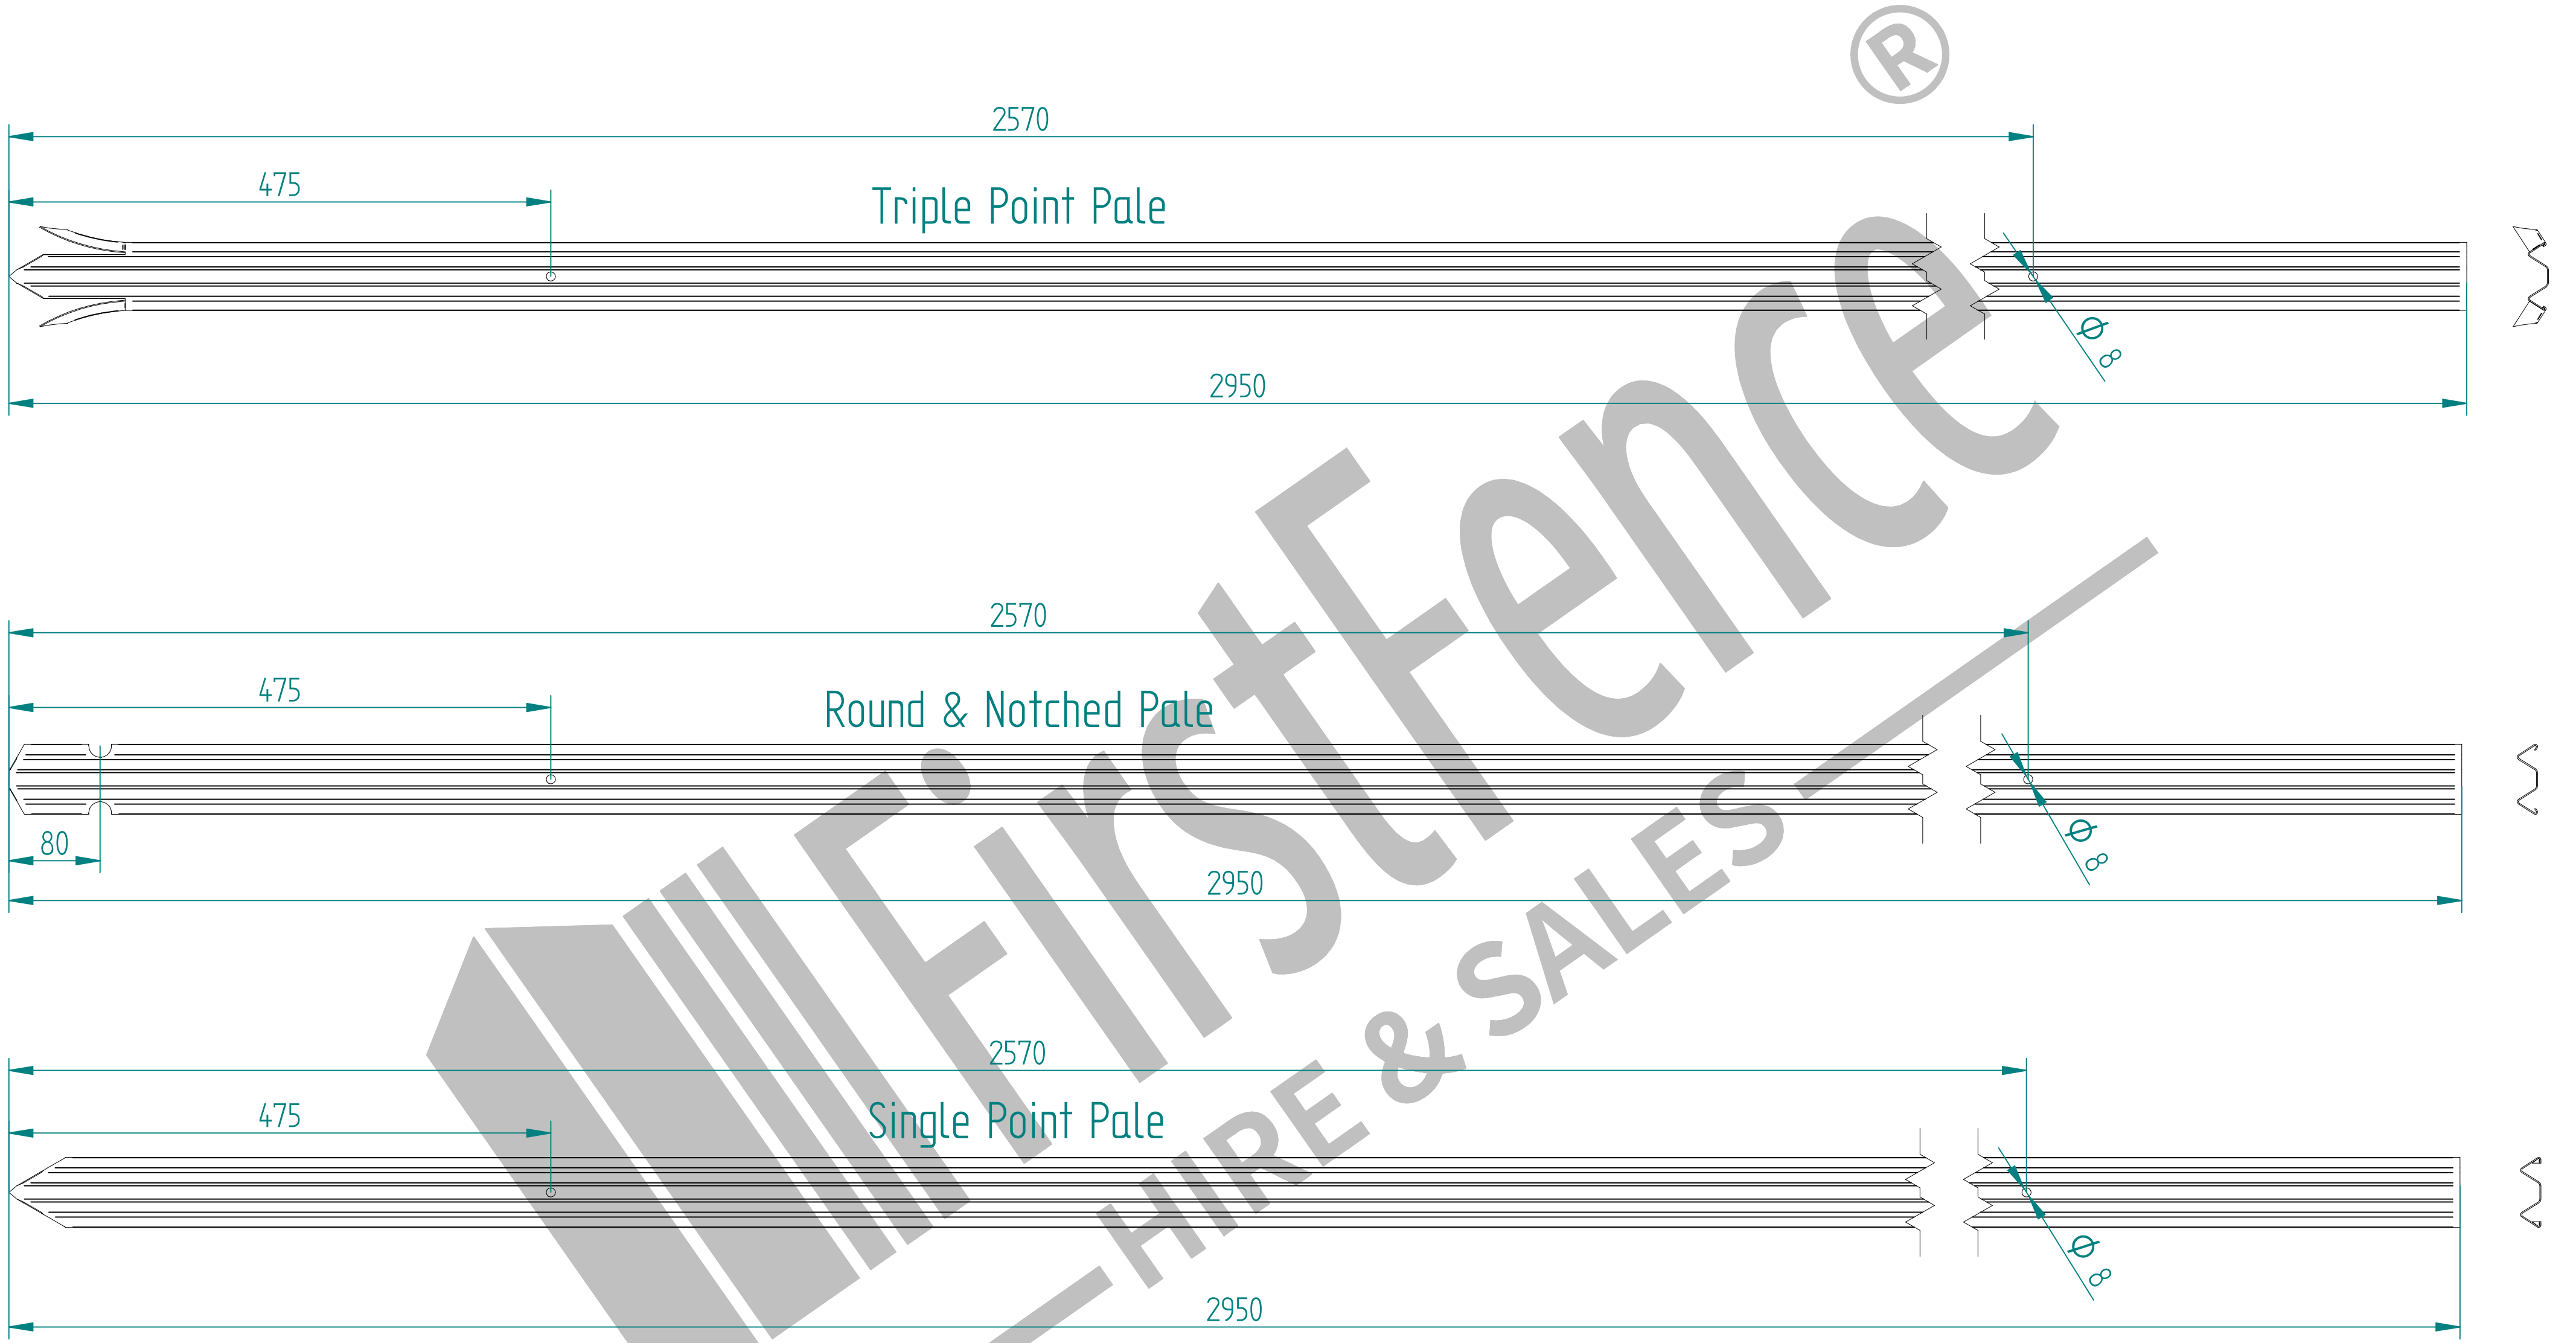 ®
2570
475
Triple Point Pale
Ø 8
2950
FirstFence
2570
475
Round & Notched Pale
80
Ø 8
2950
HIRE & SALES
2570
475
Single Point Pale
Ø 8
2950